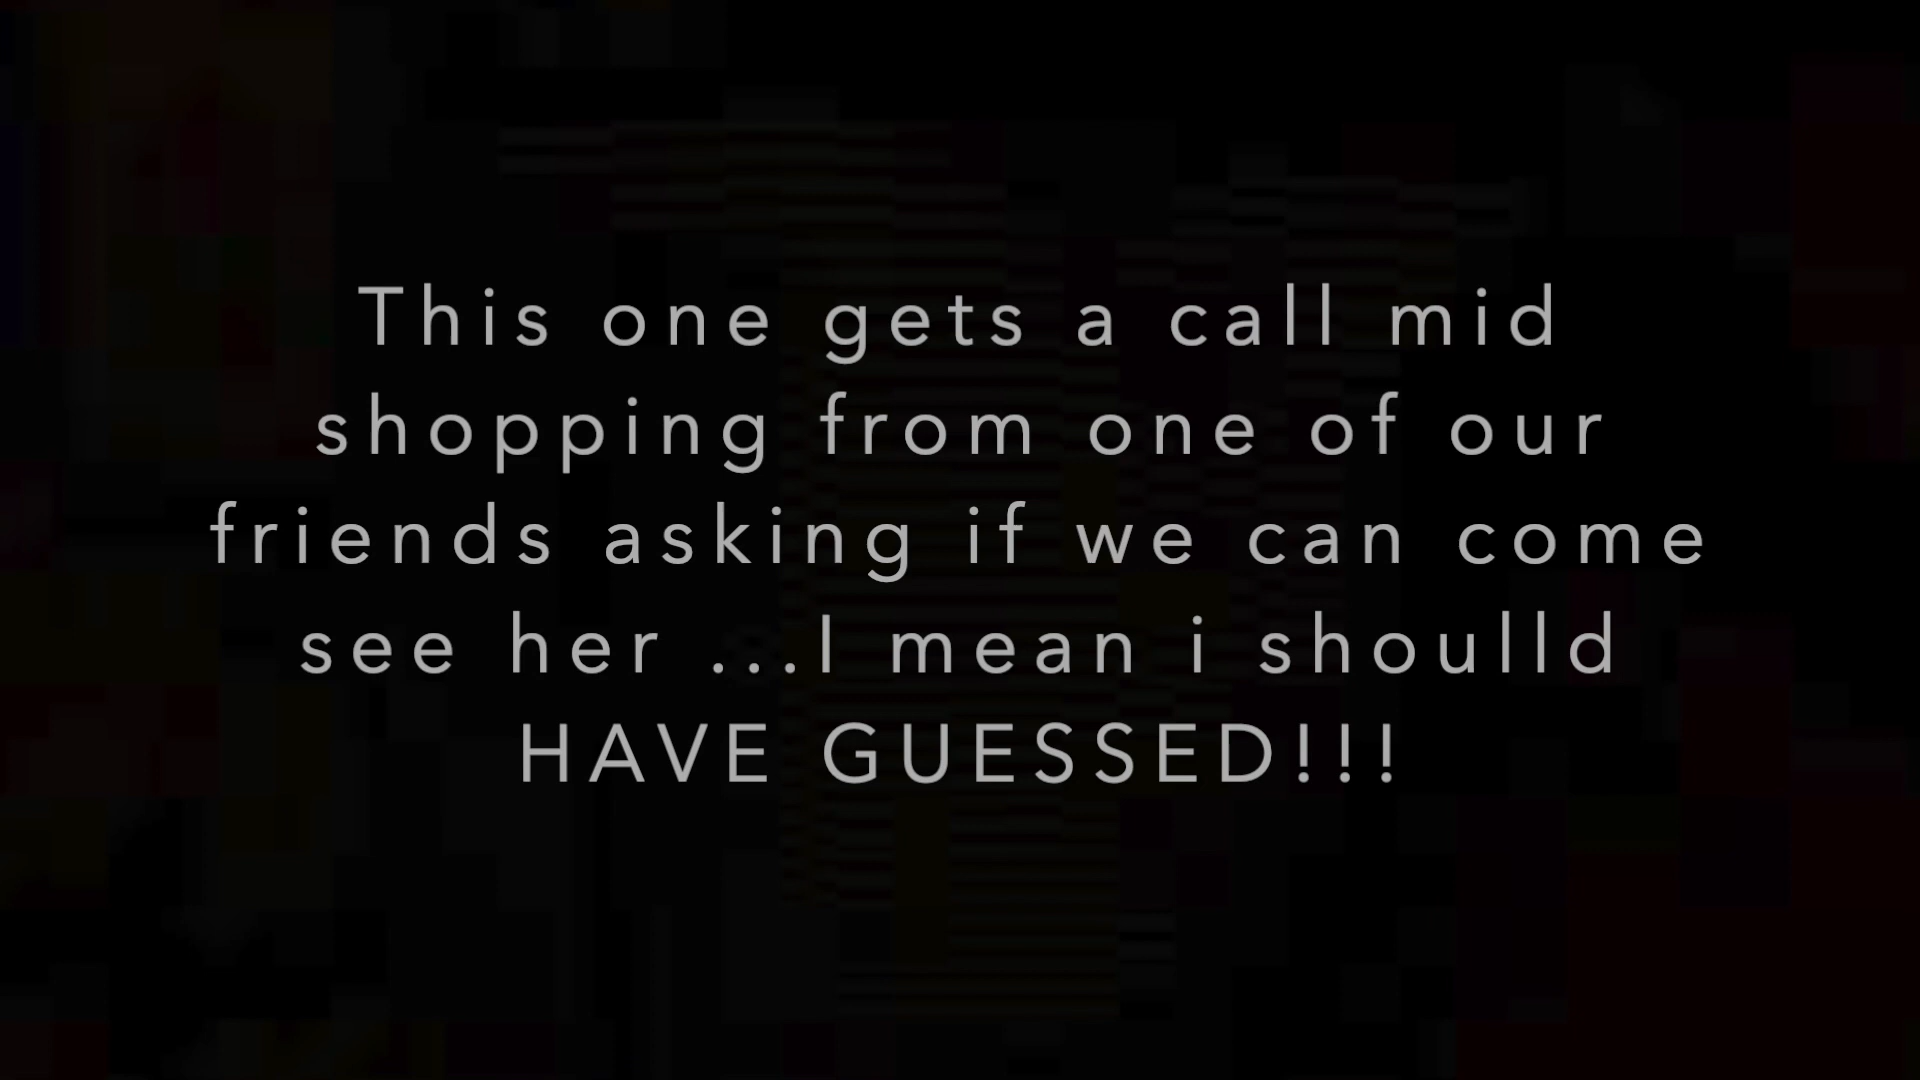 This one gets a call mid
shopping from one of our
friends asking if we can come
see her ...I mean i shoulld
HAVE GUESSED!!!